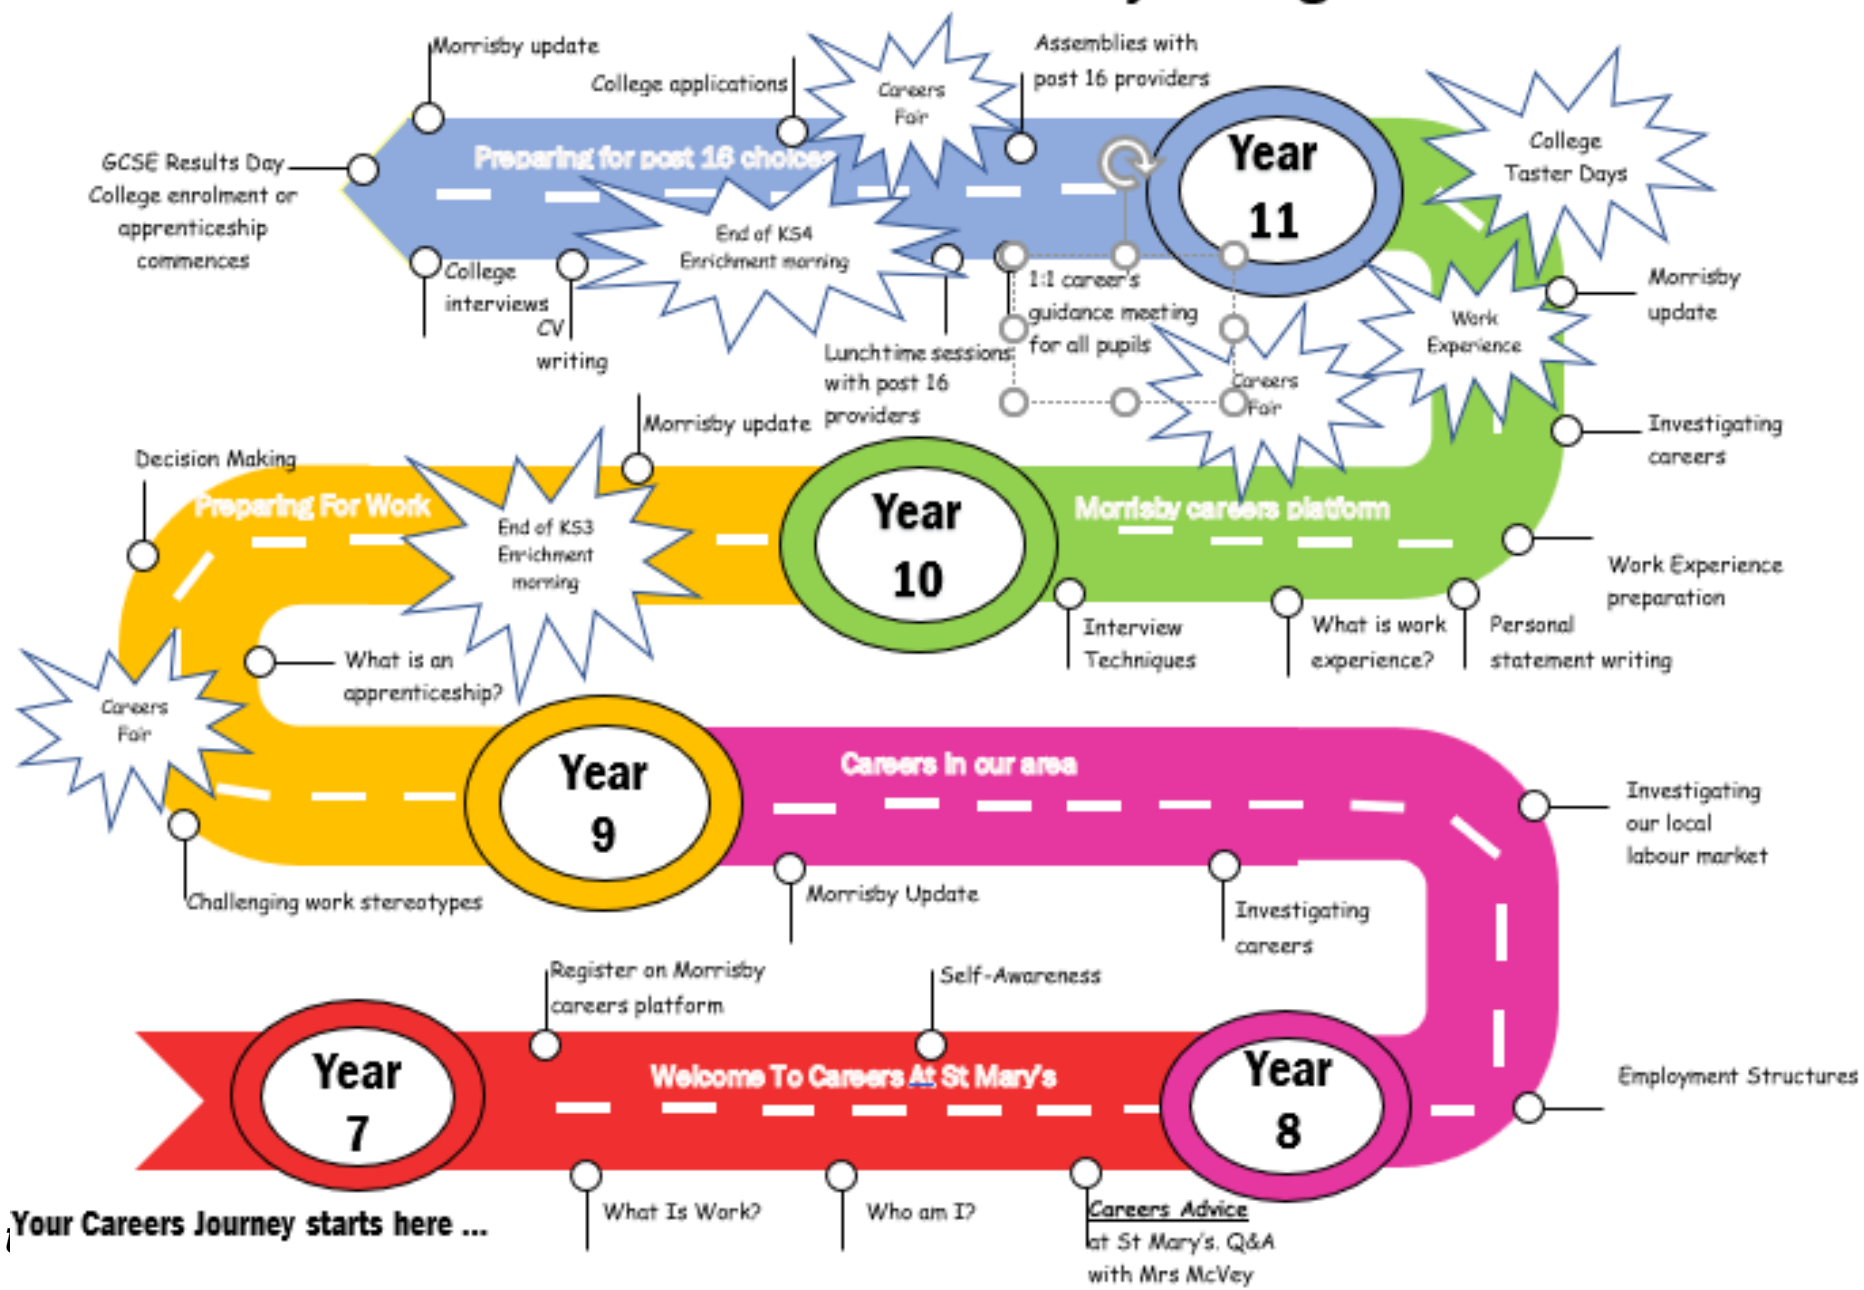 Morrisby update
College applications
Careers
Fair
Assemblies with
post 16 providers
GCSE Results Day
College enrolment or
apprenticeship
commences
Preparing for post 16 choices
Year
11
College
Taster Days
End of KS4
Enrichment morning
College
interviews
CV
writing
Lunchtime sessions
with post 16
providers
1:1 career's
guidance meeting
for all pupils
Careers
Fair
Work
Experience
Morrisby
update
Investigating
careers
Decision Making
Morrisby update
Preparing For Work
End of KS3
Enrichment
morning
Year
10
Morrisby careers platform
Work Experience
preparation
Interview
Techniques
What is work
experience?
Personal
statement writing
What is an
apprenticeship?
Careers
Fair
Year
9
Careers in our area
Investigating
our local
labour market
Challenging work stereotypes
Morrisby Update
Investigating
careers
Register on Morrisby
careers platform
Self-Awareness
Year
7
Welcome To Careers At St Mary's
Year
8
Employment Structures
Your Careers Journey starts here ...
What Is Work?
Who am I?
Careers Advice
at St Mary's. Q&A
with Mrs McVey